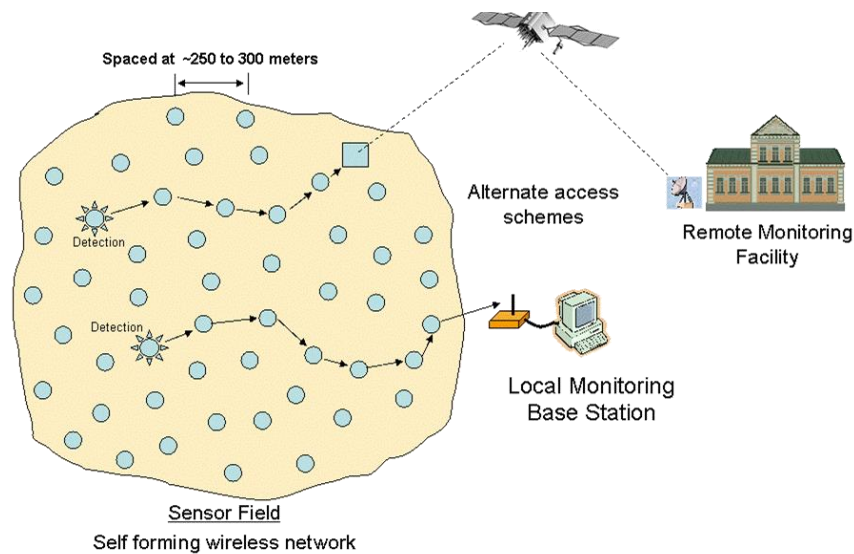 Spaced at ~250 to 300 meters
Detection
Alternate access
schemes
Remote Monitoring
Facility
Detection
Local Monitoring
Base Station
Sensor Field
Self forming wireless network